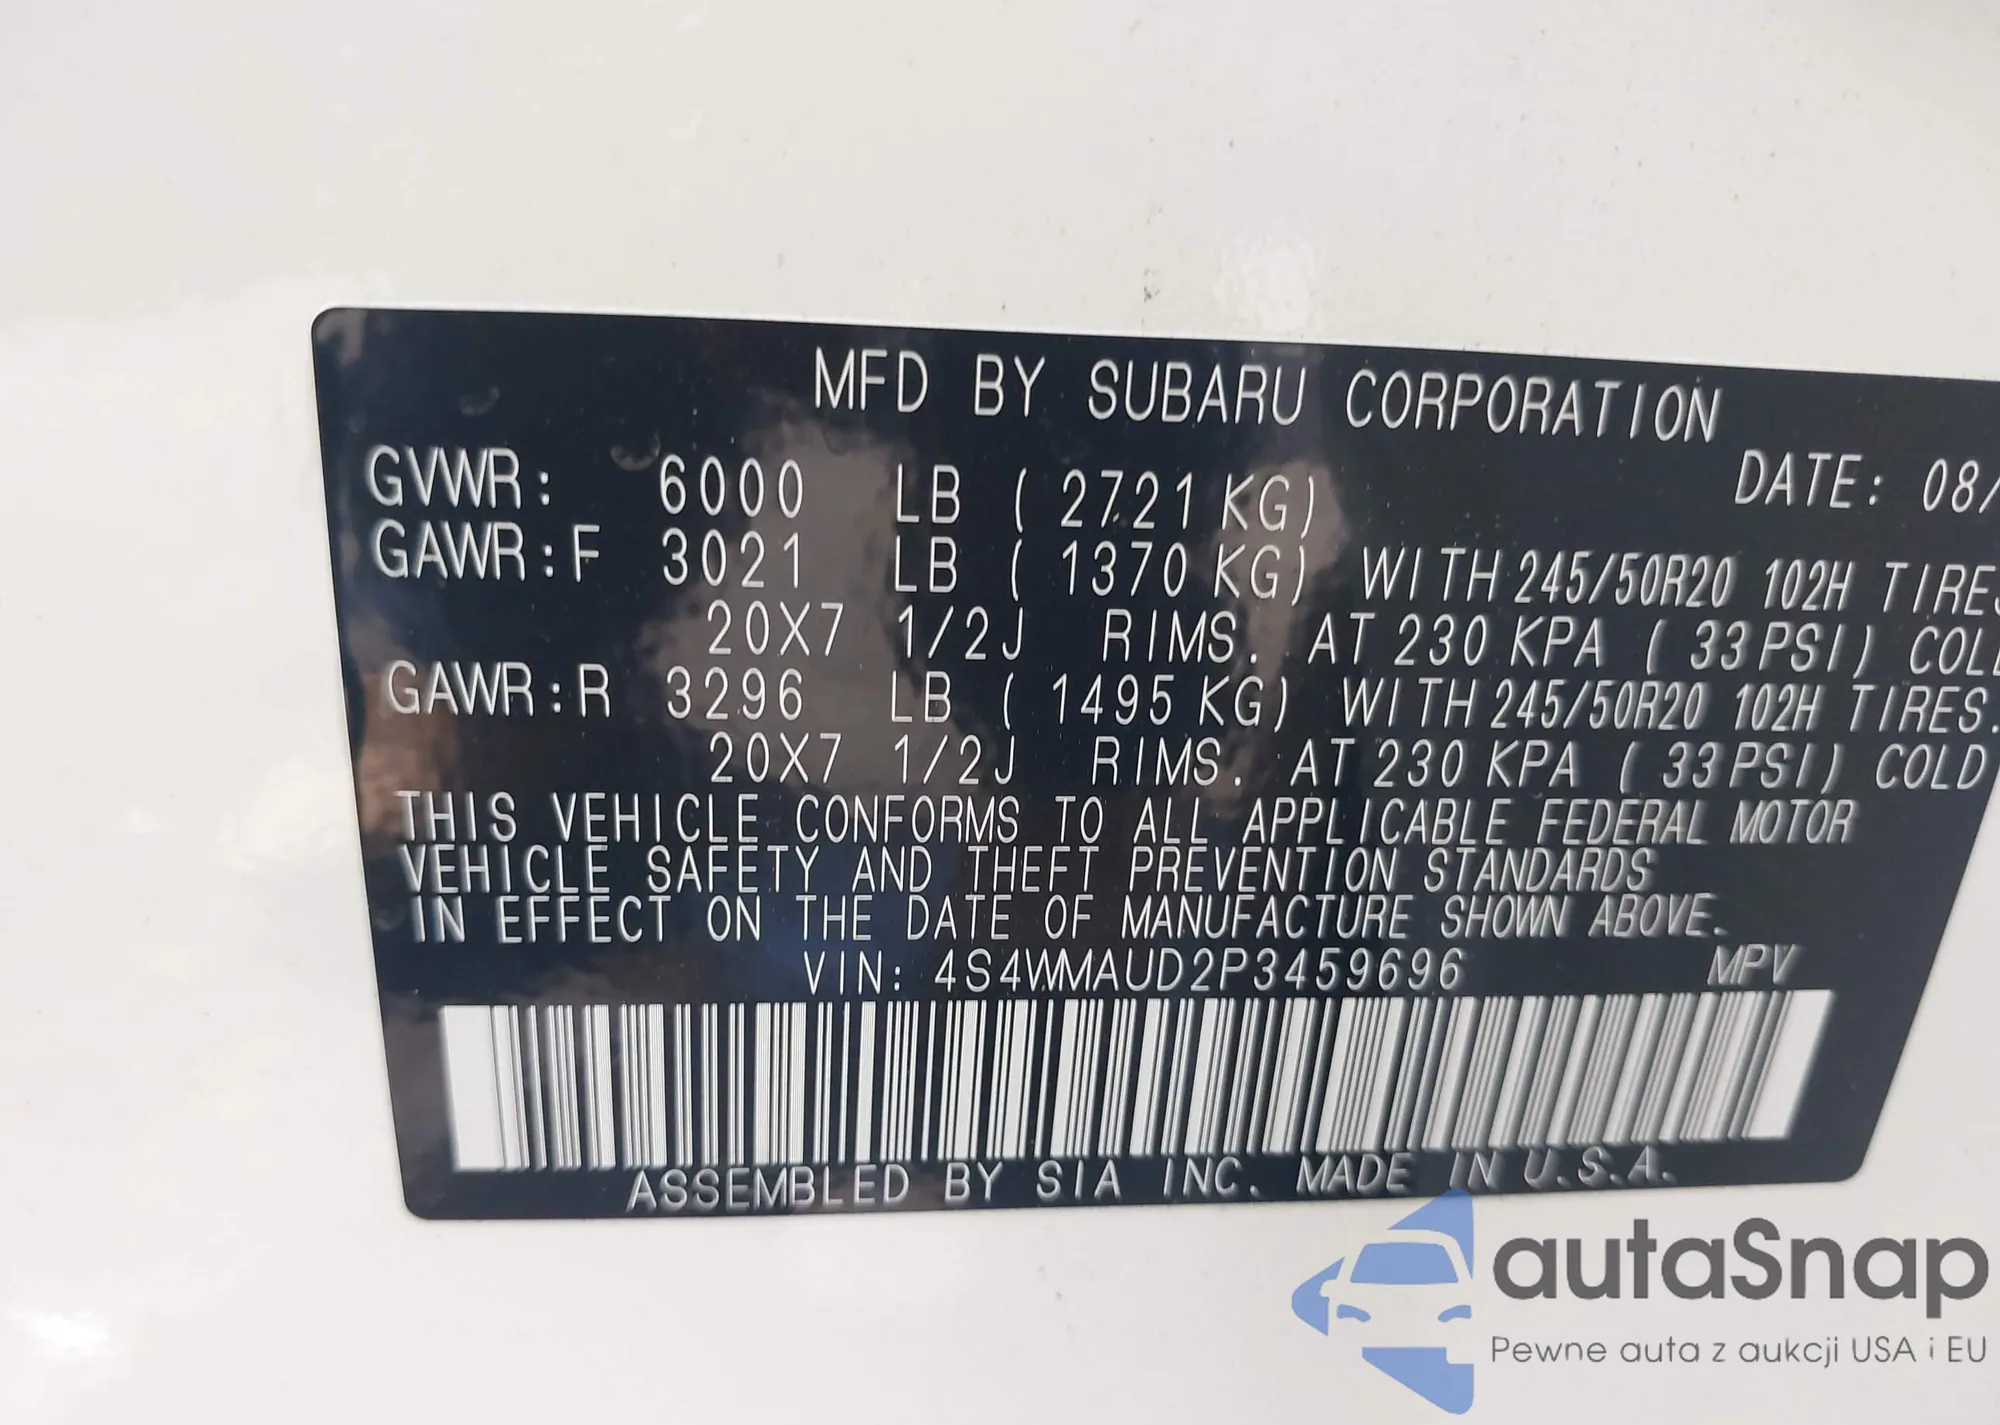 MFD BY SUBARU CORPORATION
GVWR: 6000 LB ( 2721 KG) DATE: 08/
GAWR:F 3021 LB ( 1370 KG) WITH 245/50R20 102H TIRES
20X7 1/2J RIMS. AT 230 KPA ( 33 PSI) COLD
GAWR:R 3296 LB ( 1495 KG) WITH 245/50R20 102H TIRES.
20X7 1/2J RIMS. AT 230 KPA ( 33 PSI) COLD
THIS VEHICLE CONFORMS TO ALL APPLICABLE FEDERAL MOTOR
VEHICLE SAFETY AND THEFT PREVENTION STANDARDS
IN EFFECT ON THE DATE OF MANUFACTURE SHOWN ABOVE.
VIN: 4S4WMAUD2P3459696 MPV
ASSEMBLED BY SIA INC. MADE IN U.S.A.
autaSnap
Pewne auta z aukcji USA i EU